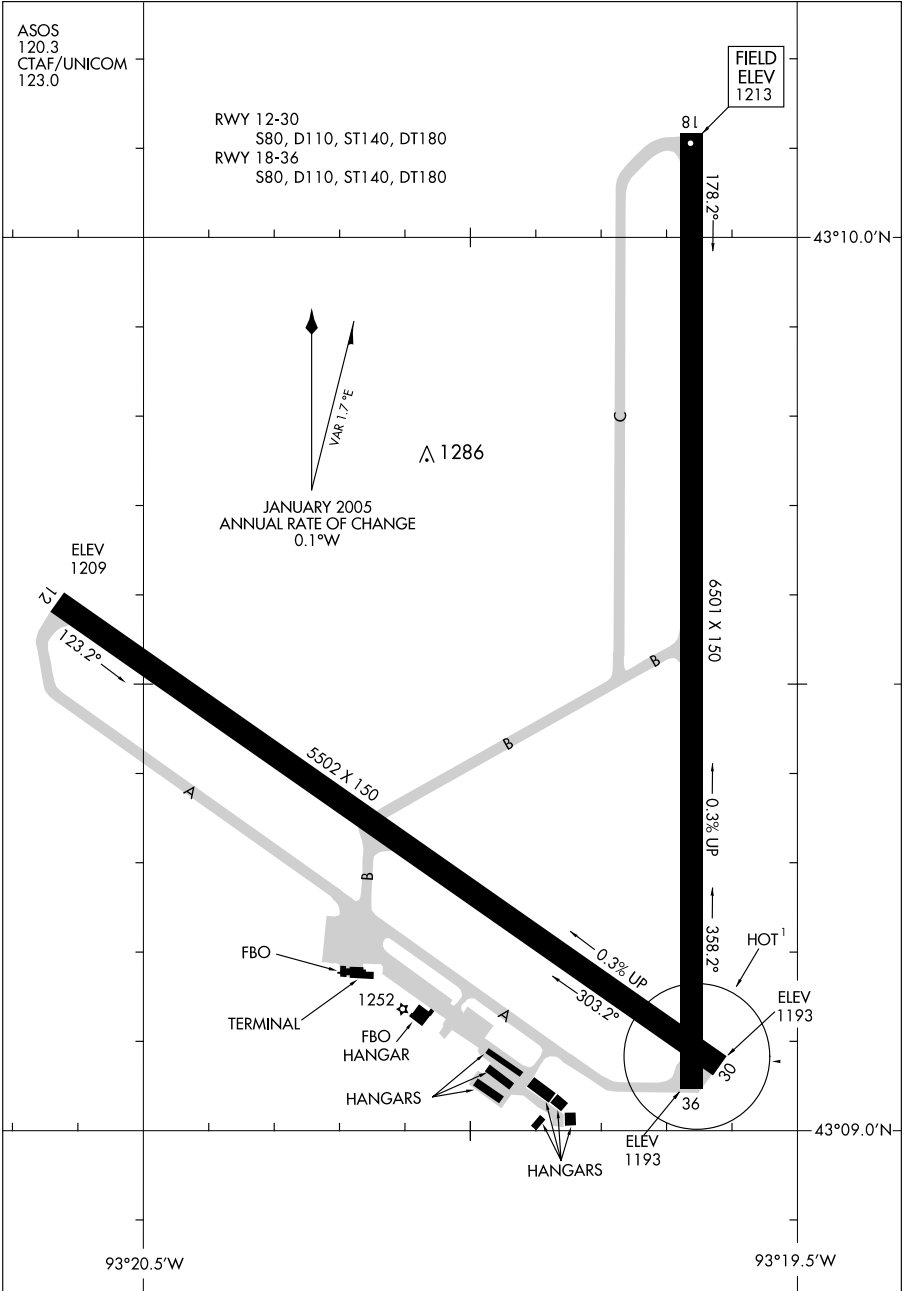 ASOS
120.3
CTAF/UNICOM
123.0
RWY 12-30
S80, D110, ST140, DT180
RWY 18-36
S80, D110, ST140, DT180
FIELD
ELEV
1213
18
178.2°
43°10.0'N
VAR 1.7°E
1286
JANUARY 2005
ANNUAL RATE OF CHANGE
0.1°W
C
ELEV
1209
12
123.2°
6501 X 150
B
B
5502 X 150
A
B
0.3% UP
358.2°
HOT 1
0.3% UP
303.2°
FBO
TERMINAL
1252
FBO
HANGAR
A
ELEV
1193
30
HANGARS
36
ELEV
1193
43°09.0'N
HANGARS
93°20.5'W
93°19.5'W